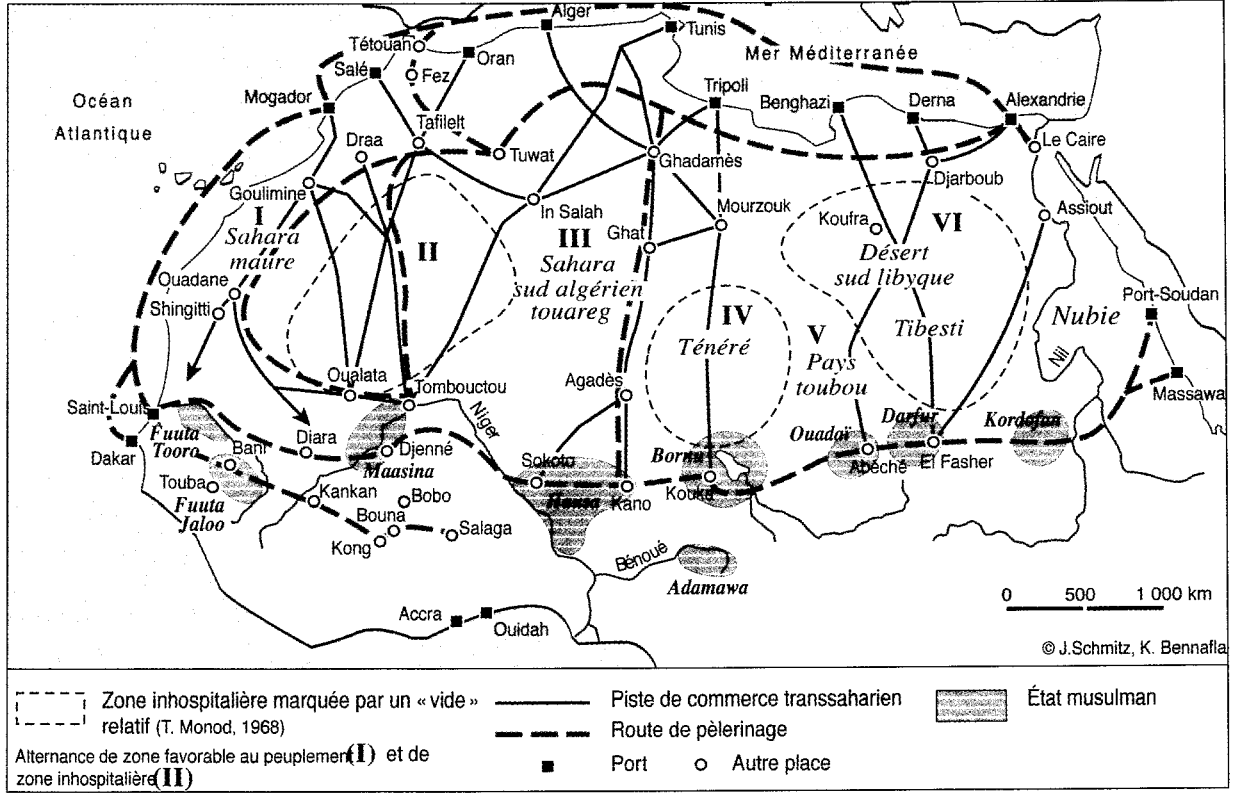 Alger
Tunis
Tétouan
Oran
Mer Méditerranée
Salé
Fez
Océan
Atlantique
Mogador
Tripoli
Benghazi
Derna
Alexandrie
Tafilelt
Draa
Tuwat
Ghadamès
Le Caire
Djarboub
Goulimine
In Salah
Mourzouk
Koufra
Assiout
I
Sahara
maure
II
III
Sahara
sud algérien
touareg
Ghat
VI
Désert
sud libyque
Ouadane
Shingitti
IV
Ténéré
V
Pays
toubou
Tibesti
Nubie
Port-Soudan
Nil
Oualata
Tombouctou
Agadès
Massawa
Saint-Louis
Niger
Dakar
Fuuta
Tooro
Diara
Djenné
Maasina
Bani
Sokoto
Hausa
Kano
Bornu
Kouka
Ouadaï
Abéché
Darfur
El Fasher
Kordofan
Touba
Fuuta
Jaloo
Kankan
Bobo
Bouna
Kong
Salaga
Bénoué
Adamawa
Accra
Ouidah
0 500 1 000 km
© J.Schmitz, K. Bennafla
Zone inhospitalière marquée par un « vide »
relatif (T. Monod, 1968)
Alternance de zone favorable au peuplemen(I) et de
zone inhospitalière(II)
Piste de commerce transsaharien
Route de pèlerinage
Port
Autre place
État musulman